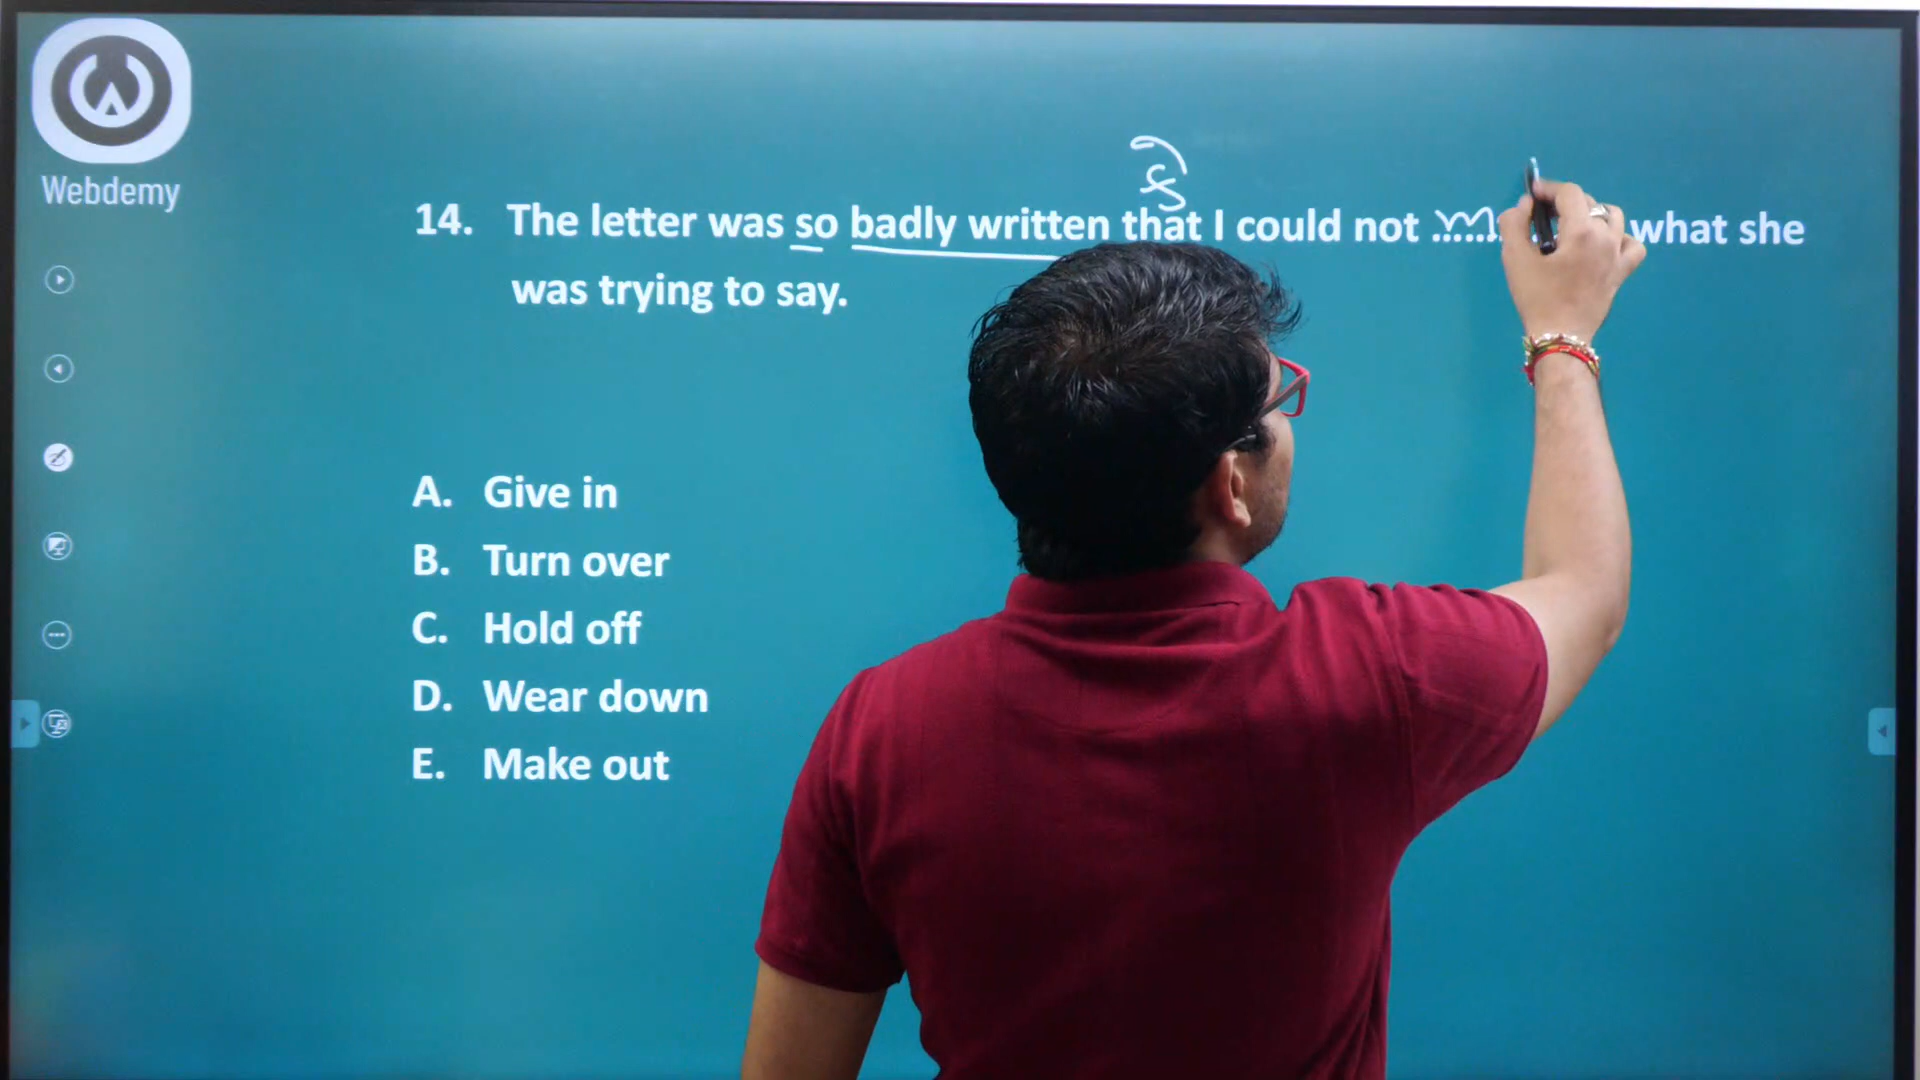 Webdemy
14. The letter was so badly written that I could not ...... what she
was trying to say.
A. Give in
B. Turn over
C. Hold off
D. Wear down
E. Make out